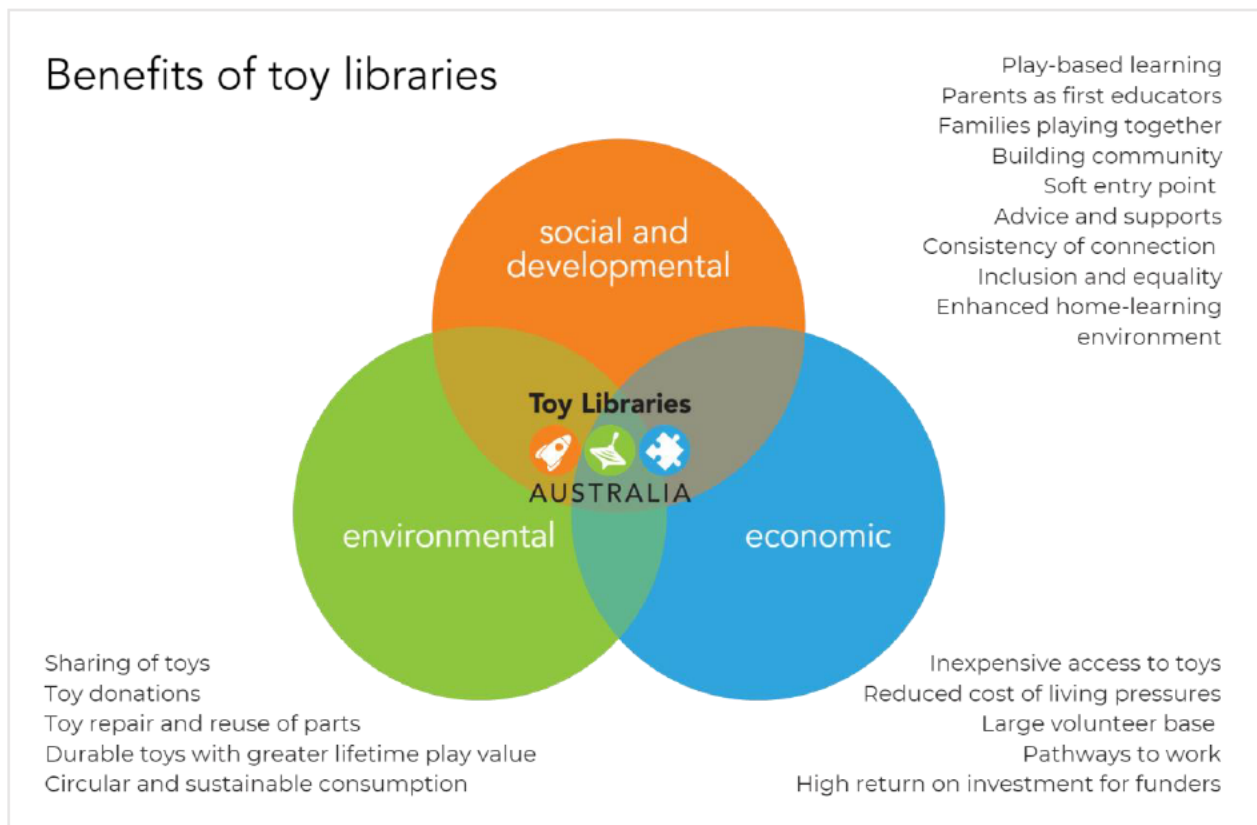 Benefits of toy libraries
Play-based learning
Parents as first educators
Families playing together
Building community
Soft entry point
Advice and supports
Consistency of connection
Inclusion and equality
Enhanced home-learning
environment
social and
developmental
Toy Libraries
AUSTRALIA
environmental
economic
Sharing of toys
Toy donations
Toy repair and reuse of parts
Durable toys with greater lifetime play value
Circular and sustainable consumption
Inexpensive access to toys
Reduced cost of living pressures
Large volunteer base
Pathways to work
High return on investment for funders